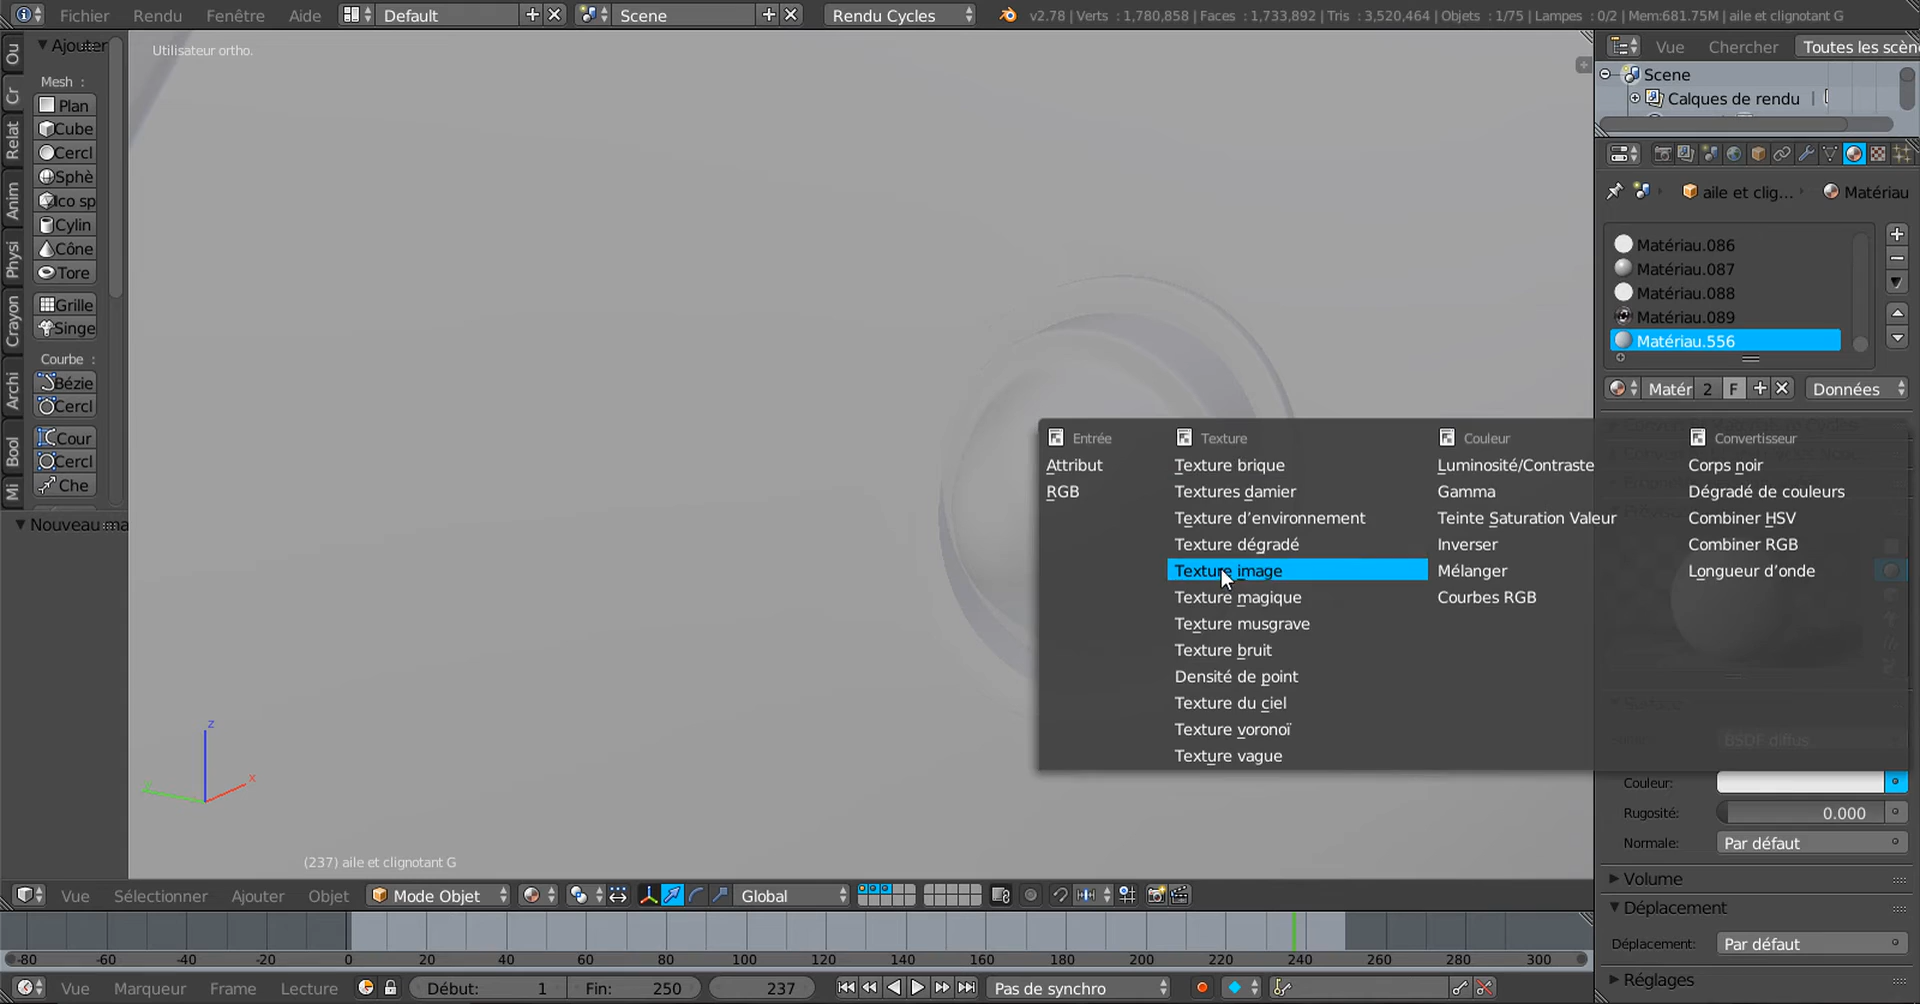 Fichier Rendu Fenêtre Aide Default Scene Rendu Cycles v2.78 | Verts : 1,780,858 | Faces : 1,733,892 | Tris : 3,520,464 | Objets : 1/75 | Lampes : 0/2 | Mem:681.75M | aile et clignotant G
Ou
Cr
Relat
Anim
Physi
Crayon
Archi
Bool
Mi
Ajouter
Mesh :
Plan
Cube
Cercl
Sphè
Ico sp
Cylin
Cône
Tore
Grille
Singe
Courbe :
Bézie
Cercl
Cour
Cercl
Che
Nouveau ma
Utilisateur ortho.
z
x
y
(237) aile et clignotant G
Entrée
Attribut
RGB
Texture
Texture brique
Textures damier
Texture d’environnement
Texture dégradé
Texture image
Texture magique
Texture musgrave
Texture bruit
Densité de point
Texture du ciel
Texture voronoï
Texture vague
Couleur
Luminosité/Contraste
Gamma
Teinte Saturation Valeur
Inverser
Mélanger
Courbes RGB
Convertisseur
Corps noir
Dégradé de couleurs
Combiner HSV
Combiner RGB
Longueur d’onde
Vue Chercher Toutes les scèn
Scene
Calques de rendu
aile et clig... Matériau
Matériau.086
Matériau.087
Matériau.088
Matériau.089
Matériau.556
Matér 2 F Données
BSDF diffus
Couleur:
Rugosité: 0.000
Normale: Par défaut
Volume
Déplacement
Déplacement: Par défaut
Réglages
Vue Sélectionner Ajouter Objet Mode Objet Global
-80 -60 -40 -20 0 20 40 60 80 100 120 140 160 180 200 220 240 260 280 300
Vue Marqueur Frame Lecture Début: 1 Fin: 250 237 Pas de synchro